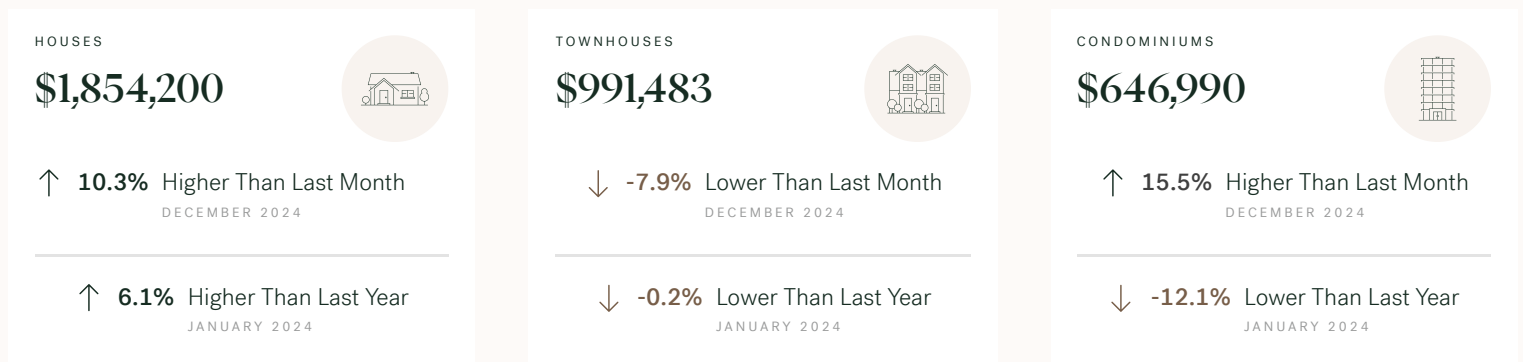 HOUSES
$1,854,200
10.3% Higher Than Last Month
DECEMBER 2024
6.1% Higher Than Last Year
JANUARY 2024
TOWNHOUSES
$991,483
-7.9% Lower Than Last Month
DECEMBER 2024
-0.2% Lower Than Last Year
JANUARY 2024
CONDOMINIUMS
$646,990
15.5% Higher Than Last Month
DECEMBER 2024
-12.1% Lower Than Last Year
JANUARY 2024